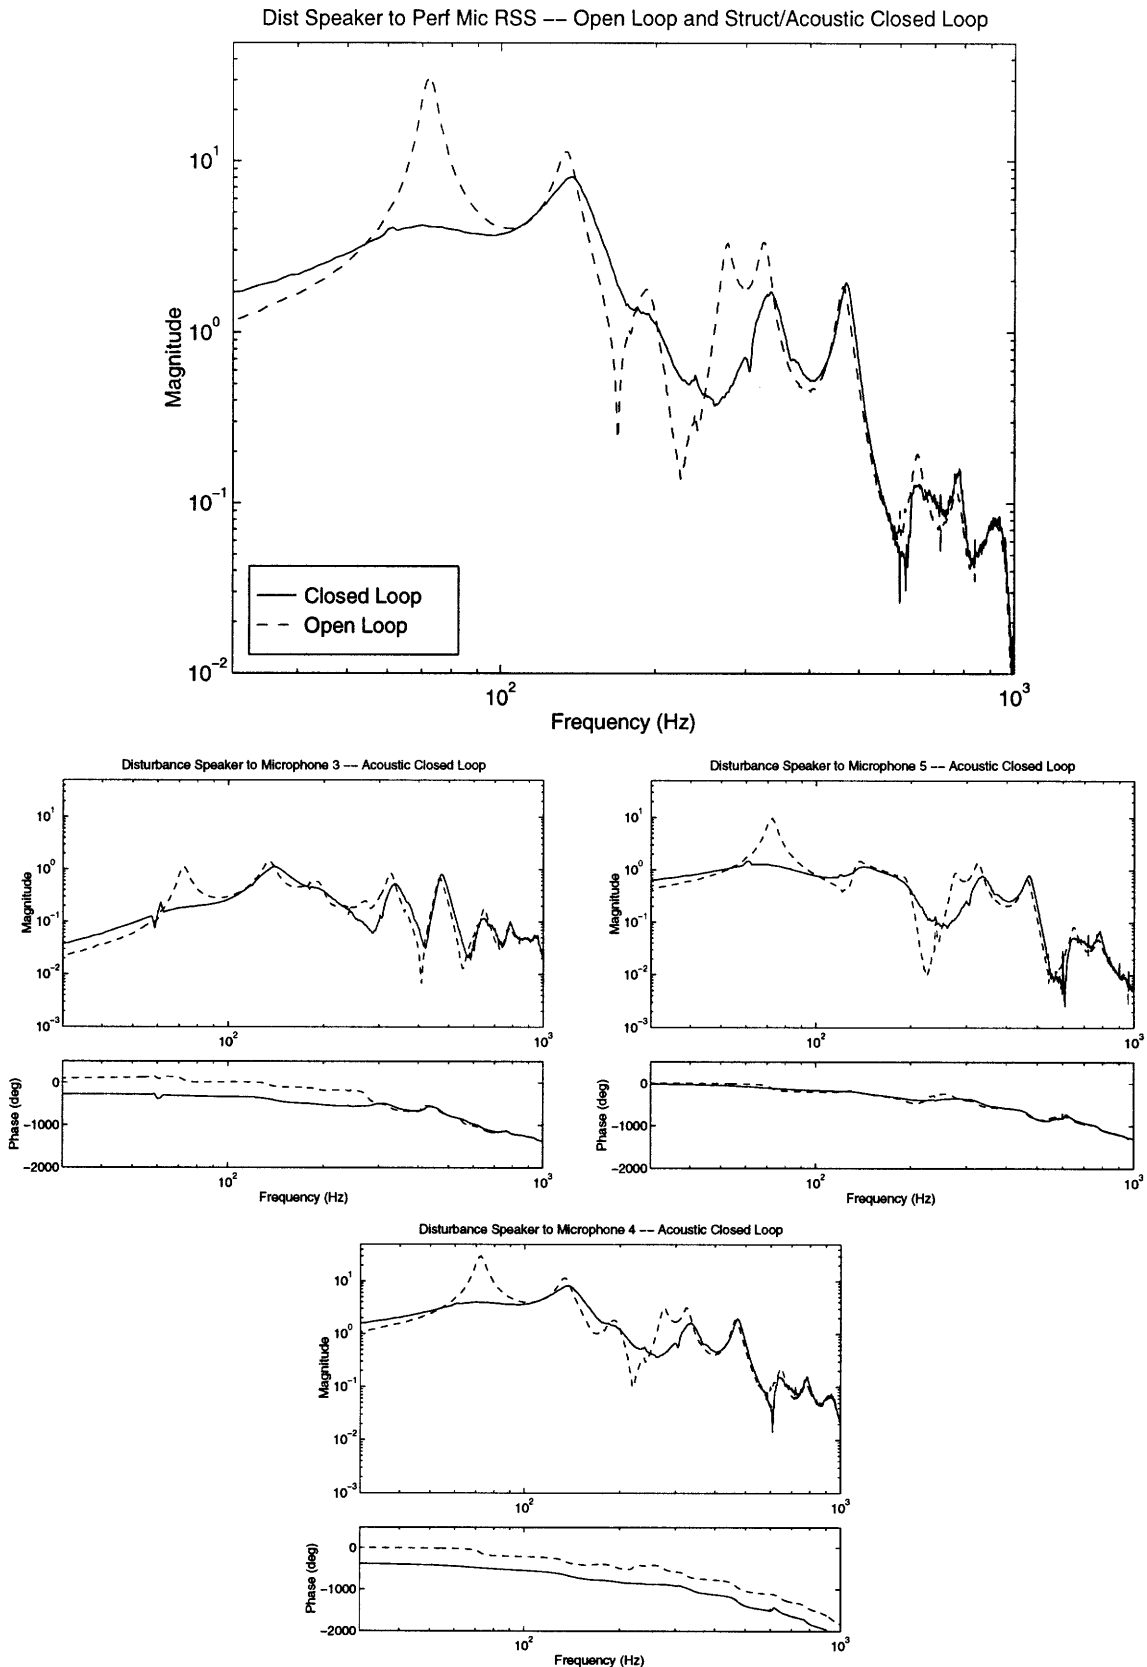 Dist Speaker to Perf Mic RSS –– Open Loop and Struct/Acoustic Closed Loop
Magnitude
10^1
10^0
10^-1
10^-2
Closed Loop
Open Loop
10^2
10^3
Frequency (Hz)
Disturbance Speaker to Microphone 3 –– Acoustic Closed Loop
Magnitude
10^1
10^0
10^-1
10^-2
10^-3
10^2
10^3
Phase (deg)
0
-1000
-2000
10^2
10^3
Frequency (Hz)
Disturbance Speaker to Microphone 5 –– Acoustic Closed Loop
Magnitude
10^1
10^0
10^-1
10^-2
10^-3
10^2
10^3
Phase (deg)
0
-1000
-2000
10^2
10^3
Frequency (Hz)
Disturbance Speaker to Microphone 4 –– Acoustic Closed Loop
Magnitude
10^1
10^0
10^-1
10^-2
10^-3
10^2
10^3
Phase (deg)
0
-1000
-2000
10^2
10^3
Frequency (Hz)